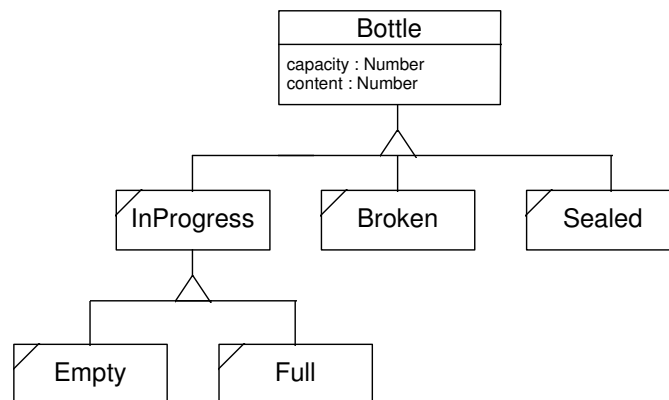 Bottle
capacity : Number
content : Number
InProgress
Broken
Sealed
Empty
Full